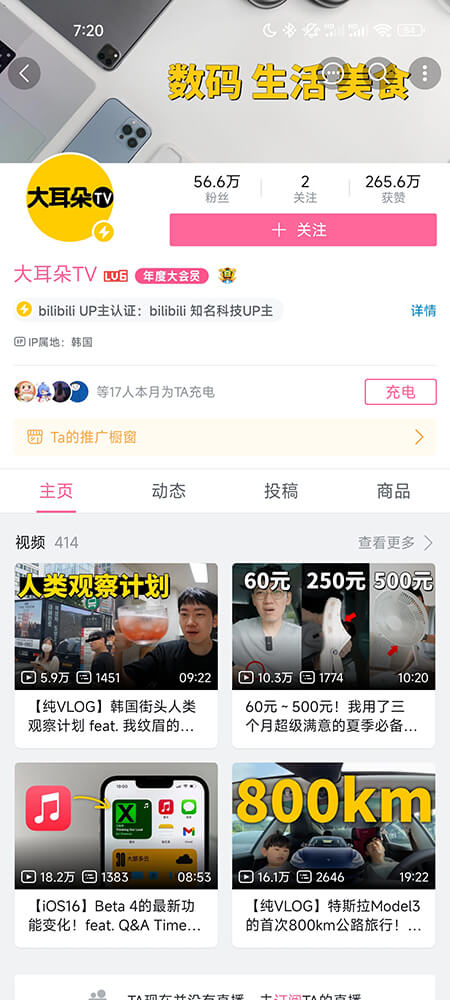 7:20
54
数码 生活 美食
大耳朵TV
56.6万
粉丝
2
关注
265.6万
获赞
＋ 关注
大耳朵TV LV6 年度大会员
bilibili UP主认证：bilibili 知名科技UP主
详情
IP属地：韩国
等17人本月为TA充电
充电
Ta的推广橱窗
主页
动态
投稿
商品
视频 414
查看更多
人类观察计划
5.9万 1451 09:22
【纯VLOG】韩国街头人类
观察计划 feat. 我纹眉的...
60元 250元 500元
10.3万 1774 10:20
60元 ~ 500元！我用了三
个月超级满意的夏季必备...
18.2万 1383 08:53
【iOS16】Beta 4的最新功
能变化！feat. Q&A Time...
800km
16.1万 2646 19:22
【纯VLOG】特斯拉Model3
的首次800km公路旅行！...
TA现在并没有直播，去订阅TA的直播